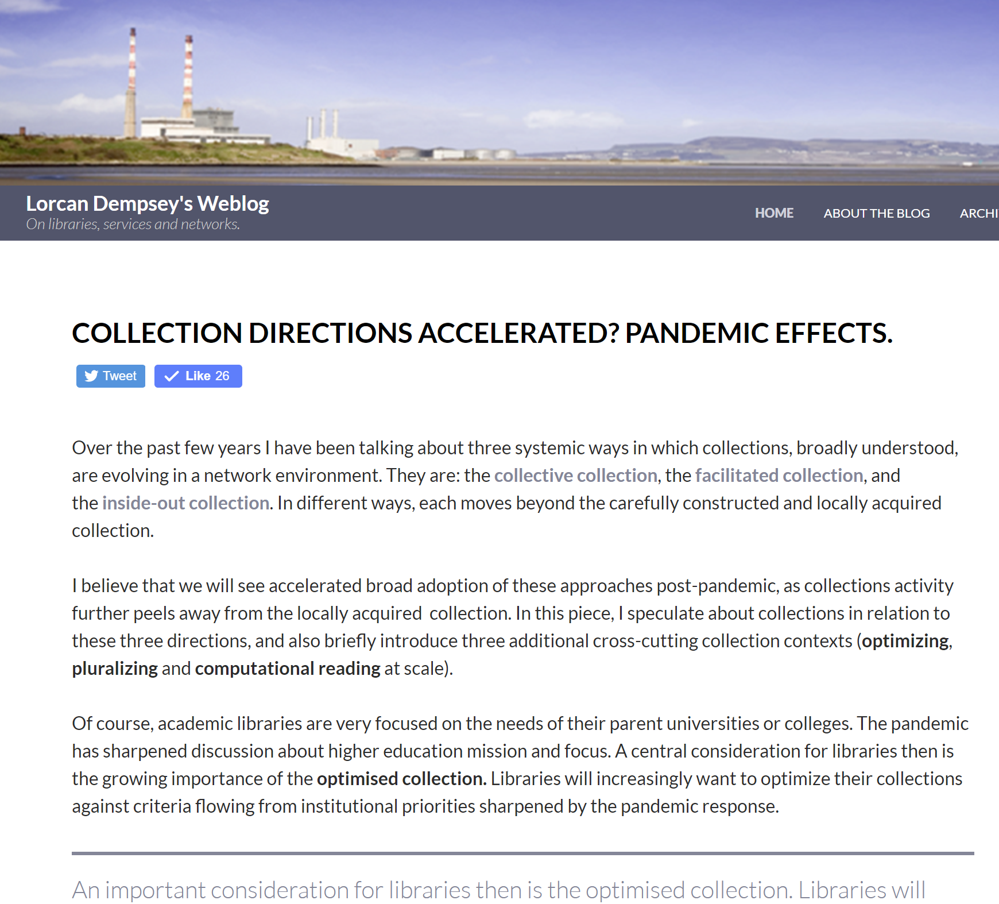 Lorcan Dempsey's Weblog
On libraries, services and networks.
HOME ABOUT THE BLOG
COLLECTION DIRECTIONS ACCELERATED? PANDEMIC EFFECTS.
Tweet Like 26
Over the past few years I have been talking about three systemic ways in which collections, broadly understood,
are evolving in a network environment. They are: the collective collection, the facilitated collection, and
the inside-out collection. In different ways, each moves beyond the carefully constructed and locally acquired
collection.
I believe that we will see accelerated broad adoption of these approaches post-pandemic, as collections activity
further peels away from the locally acquired  collection. In this piece, I speculate about collections in relation to
these three directions, and also briefly introduce three additional cross-cutting collection contexts (optimizing,
pluralizing and computational reading at scale).
Of course, academic libraries are very focused on the needs of their parent universities or colleges. The pandemic
has sharpened discussion about higher education mission and focus. A central consideration for libraries then is
the growing importance of the optimised collection. Libraries will increasingly want to optimize their collections
against criteria flowing from institutional priorities sharpened by the pandemic response.
An important consideration for libraries then is the optimised collection. Libraries will